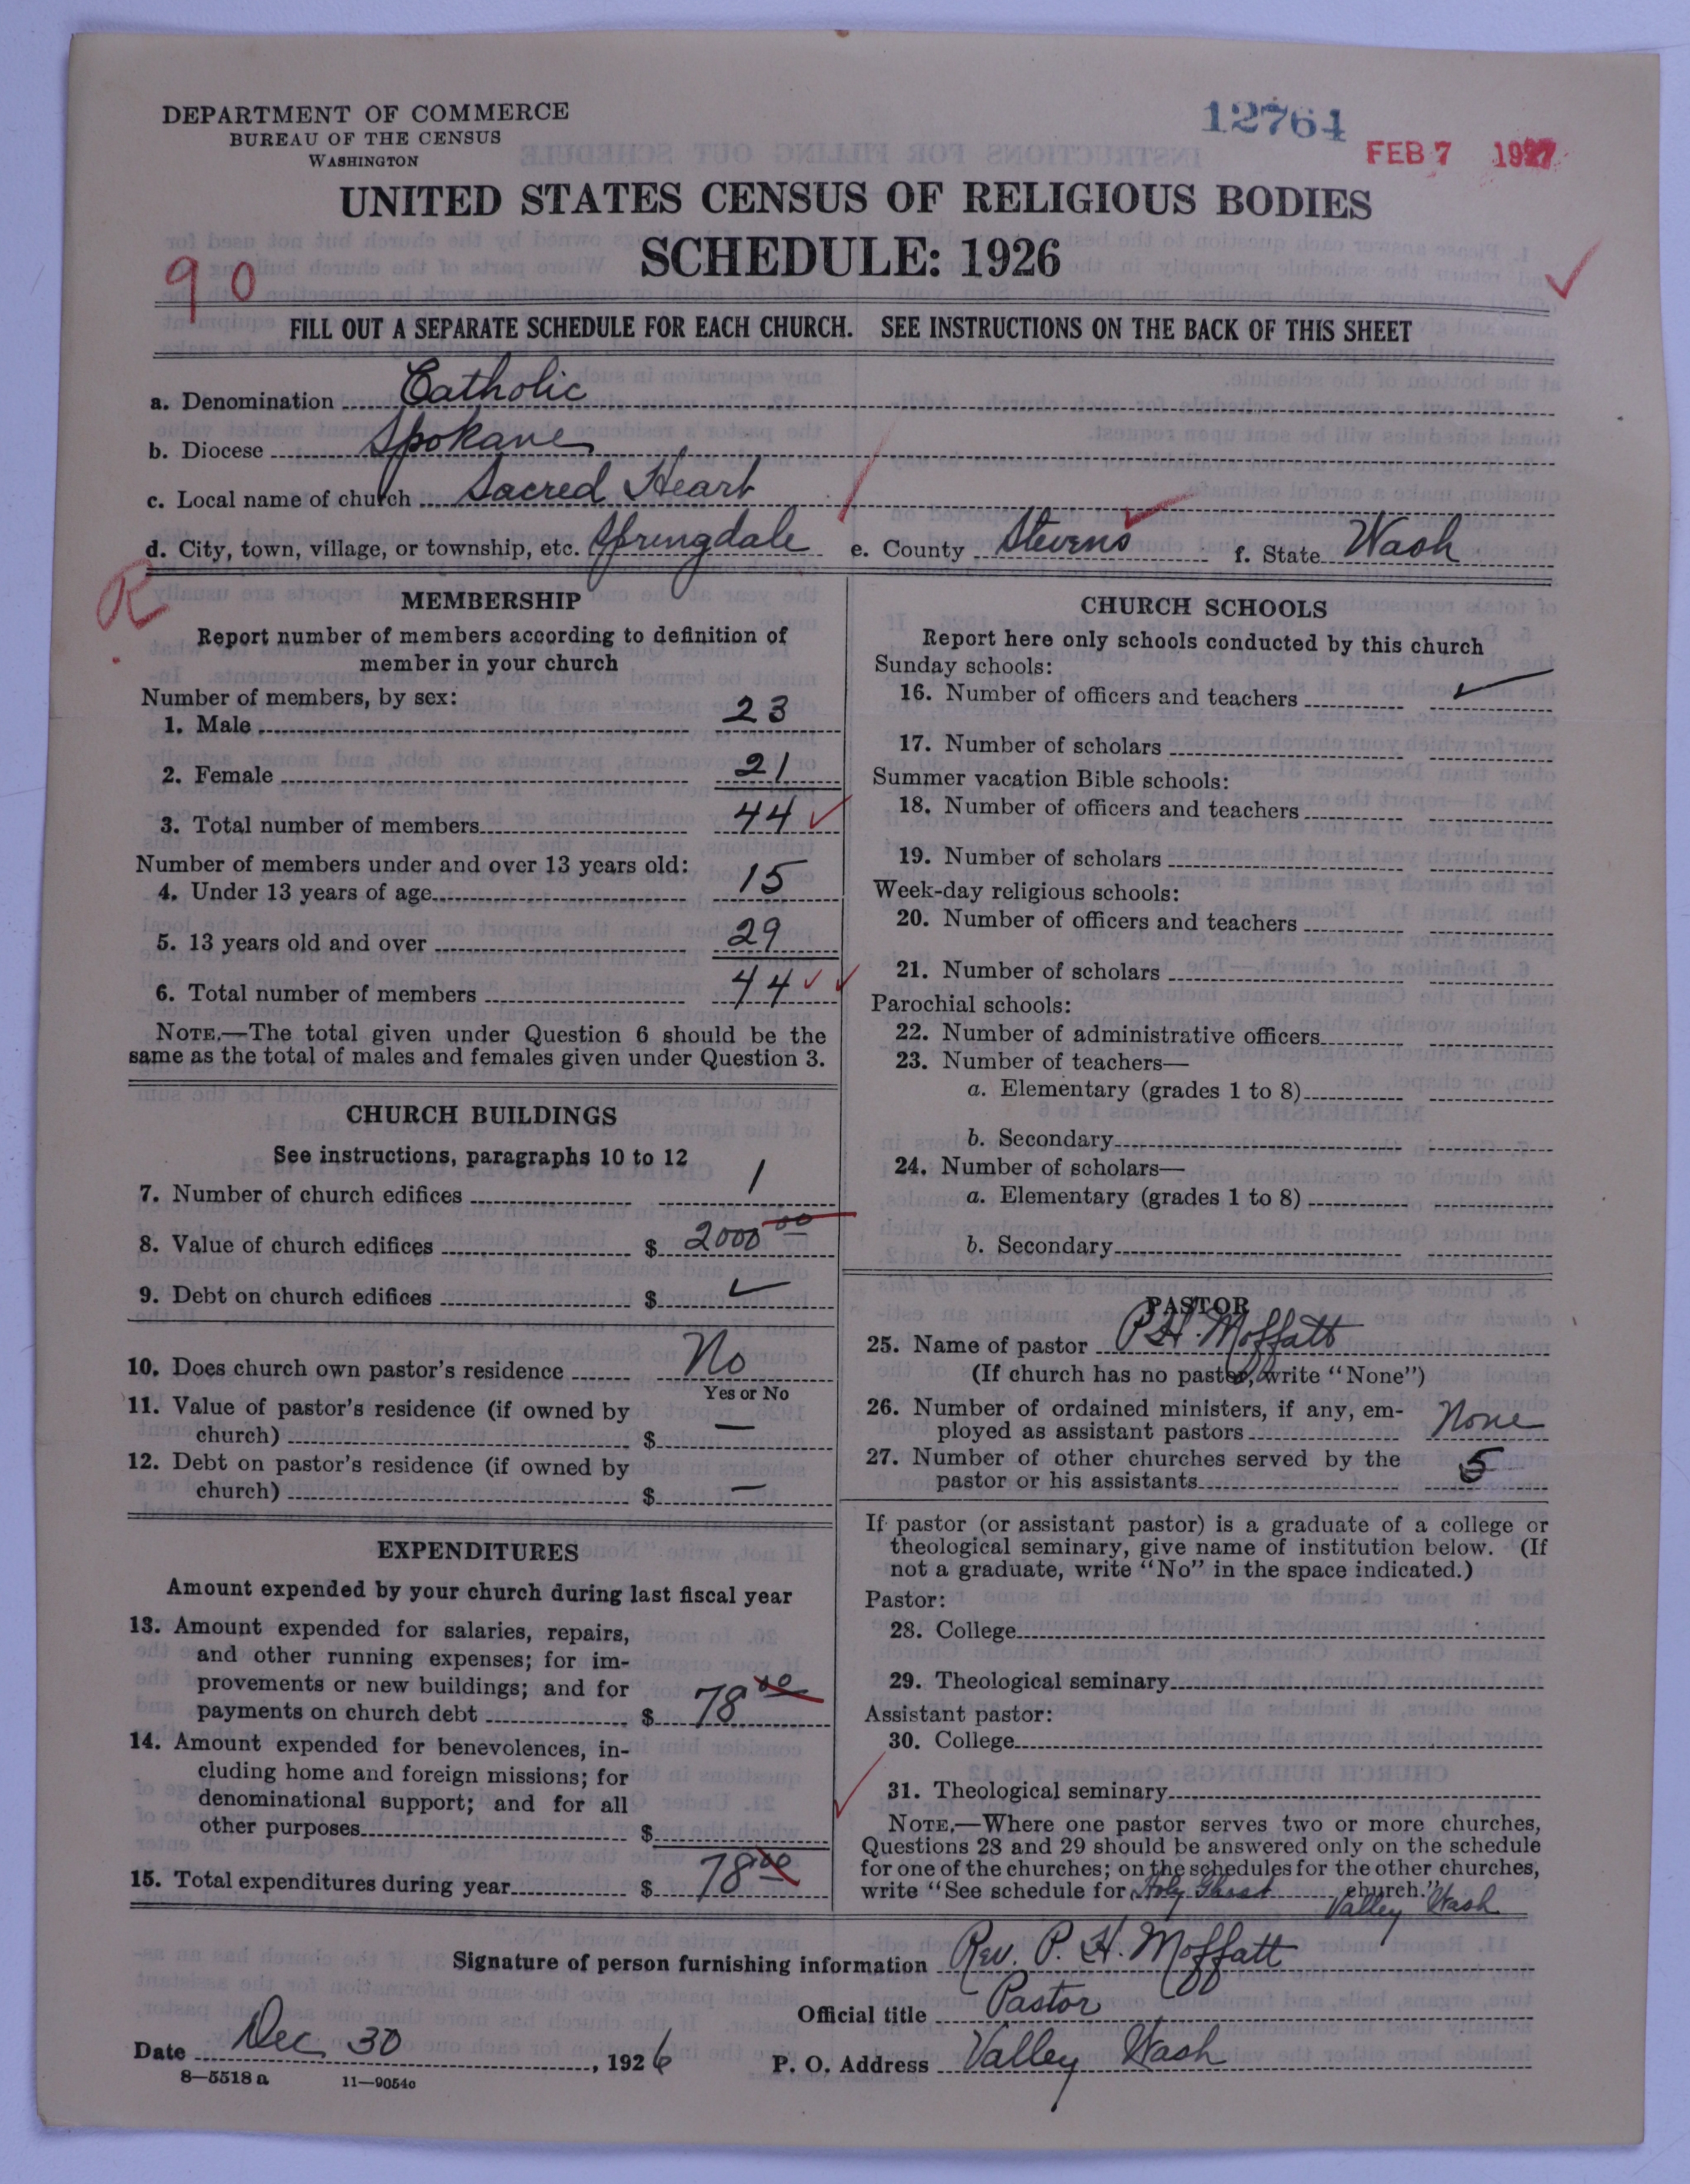 DEPARTMENT OF COMMERCE
BUREAU OF THE CENSUS
WASHINGTON
12764
FEB 7 1927
UNITED STATES CENSUS OF RELIGIOUS BODIES
SCHEDULE: 1926
90
FILL OUT A SEPARATE SCHEDULE FOR EACH CHURCH. SEE INSTRUCTIONS ON THE BACK OF THIS SHEET
a. Denomination Catholic
b. Diocese Spokane
c. Local name of church Sacred Heart
d. City, town, village, or township, etc. Springdale e. County Stevens f. State Wash
R
MEMBERSHIP
Report number of members according to definition of
member in your church
Number of members, by sex:
1. Male 23
2. Female 21
3. Total number of members 44
Number of members under and over 13 years old:
4. Under 13 years of age 15
5. 13 years old and over 29
6. Total number of members 44
NOTE.—The total given under Question 6 should be the
same as the total of males and females given under Question 3.
CHURCH BUILDINGS
See instructions, paragraphs 10 to 12
7. Number of church edifices 1
8. Value of church edifices $ 2000 00
9. Debt on church edifices $ ✓
10. Does church own pastor's residence No
Yes or No
11. Value of pastor's residence (if owned by
church) $ —
12. Debt on pastor's residence (if owned by
church) $ —
EXPENDITURES
Amount expended by your church during last fiscal year
13. Amount expended for salaries, repairs,
and other running expenses; for im-
provements or new buildings; and for
payments on church debt $ 78 00
14. Amount expended for benevolences, in-
cluding home and foreign missions; for
denominational support; and for all
other purposes $
15. Total expenditures during year $ 78 00
CHURCH SCHOOLS
Report here only schools conducted by this church
Sunday schools:
16. Number of officers and teachers ✓
17. Number of scholars
Summer vacation Bible schools:
18. Number of officers and teachers
19. Number of scholars
Week-day religious schools:
20. Number of officers and teachers
21. Number of scholars
Parochial schools:
22. Number of administrative officers
23. Number of teachers—
a. Elementary (grades 1 to 8)
b. Secondary
24. Number of scholars—
a. Elementary (grades 1 to 8)
b. Secondary
PASTOR
25. Name of pastor P.H. Moffatt
(If church has no pastor, write "None")
26. Number of ordained ministers, if any, em-
ployed as assistant pastors None
27. Number of other churches served by the
pastor or his assistants 5
If pastor (or assistant pastor) is a graduate of a college or
theological seminary, give name of institution below. (If
not a graduate, write "No" in the space indicated.)
Pastor:
28. College
29. Theological seminary
Assistant pastor:
30. College
31. Theological seminary
NOTE.—Where one pastor serves two or more churches,
Questions 28 and 29 should be answered only on the schedule
for one of the churches; on the schedules for the other churches,
write "See schedule for Holy Ghost church."
Valley Wash
Signature of person furnishing information Rev. P. H. Moffatt
Official title Pastor
Date Dec 30, 1926 P. O. Address Valley Wash
8—5518 a 11—9054c